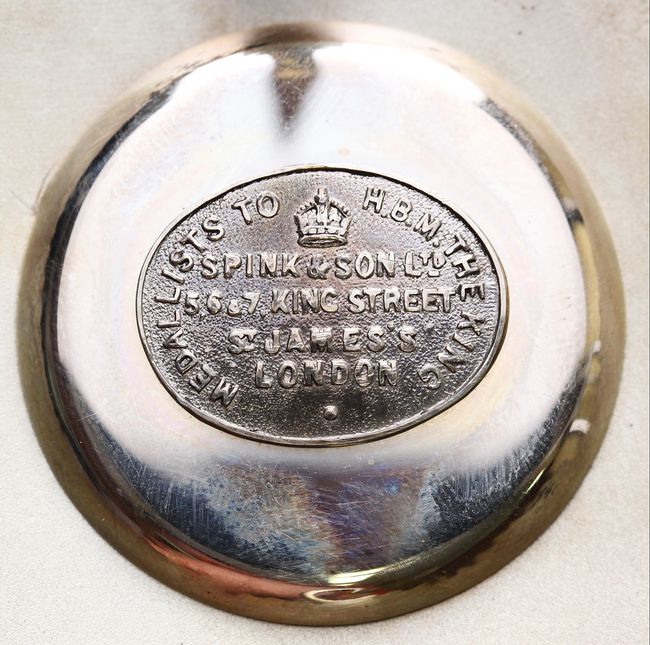 MEDALLISTS TO H.B.M. THE KING
SPINK & SON LTD
5 6 & 7, KING STREET
ST JAMES'S
LONDON